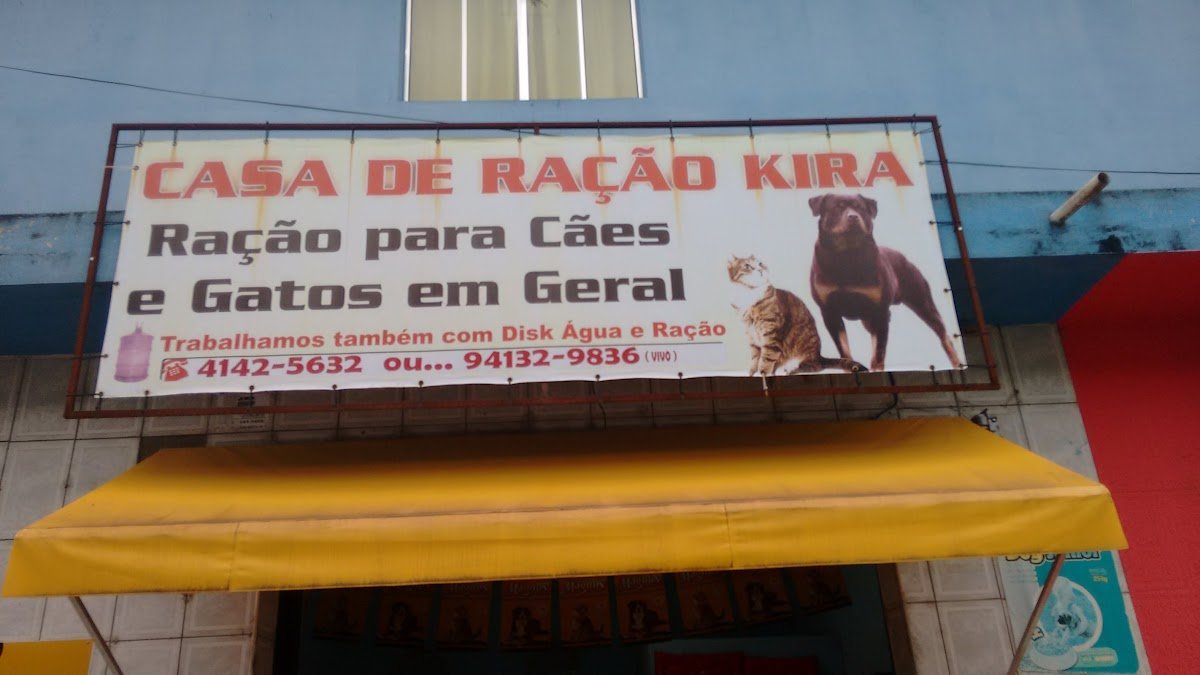 CASA DE RAÇÃO KIRA
Ração para Cães
e Gatos em Geral
Trabalhamos também com Disk Água e Ração
4142-5632 ou... 94132-9836 (VIVO)